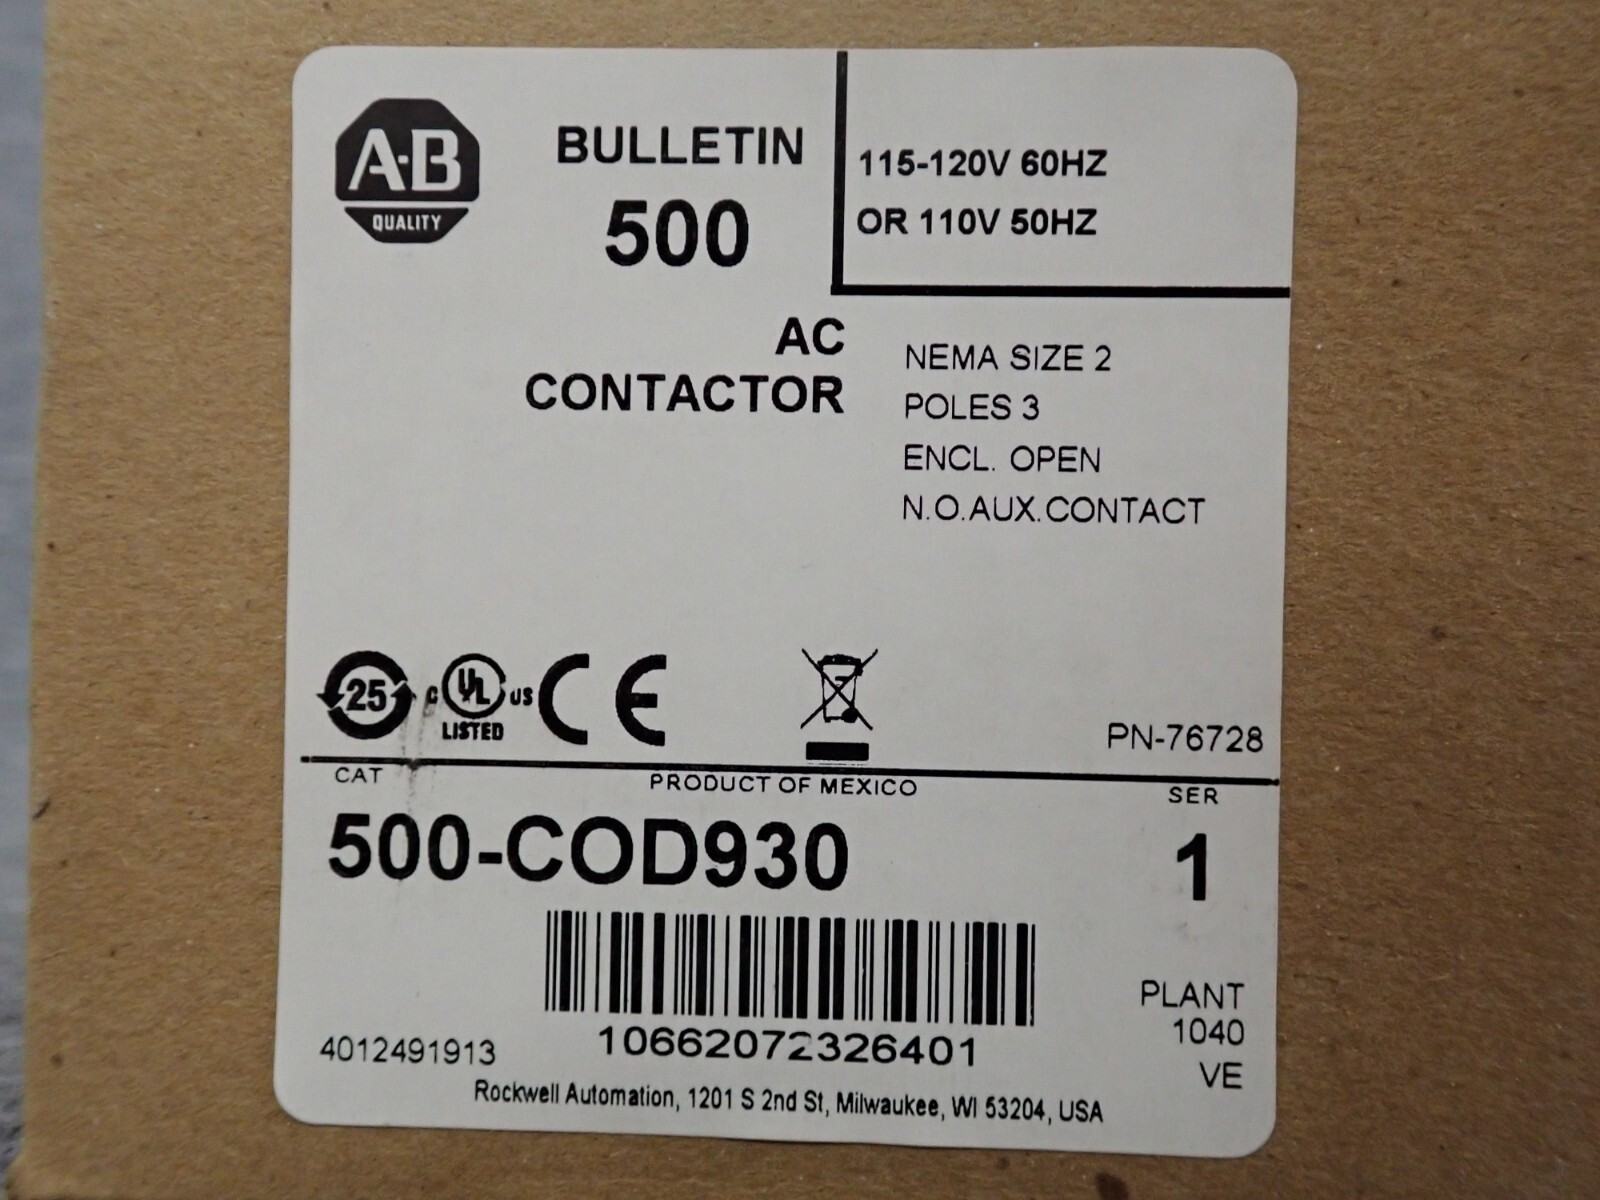 A-B
QUALITY
BULLETIN
500
115-120V 60HZ
OR 110V 50HZ
AC
CONTACTOR
NEMA SIZE 2
POLES 3
ENCL. OPEN
N.O.AUX.CONTACT
25
C UL US
LISTED
CE
PN-76728
CAT
PRODUCT OF MEXICO
SER
500-COD930
1
10662072326401
4012491913
PLANT
1040
VE
Rockwell Automation, 1201 S 2nd St, Milwaukee, WI 53204, USA